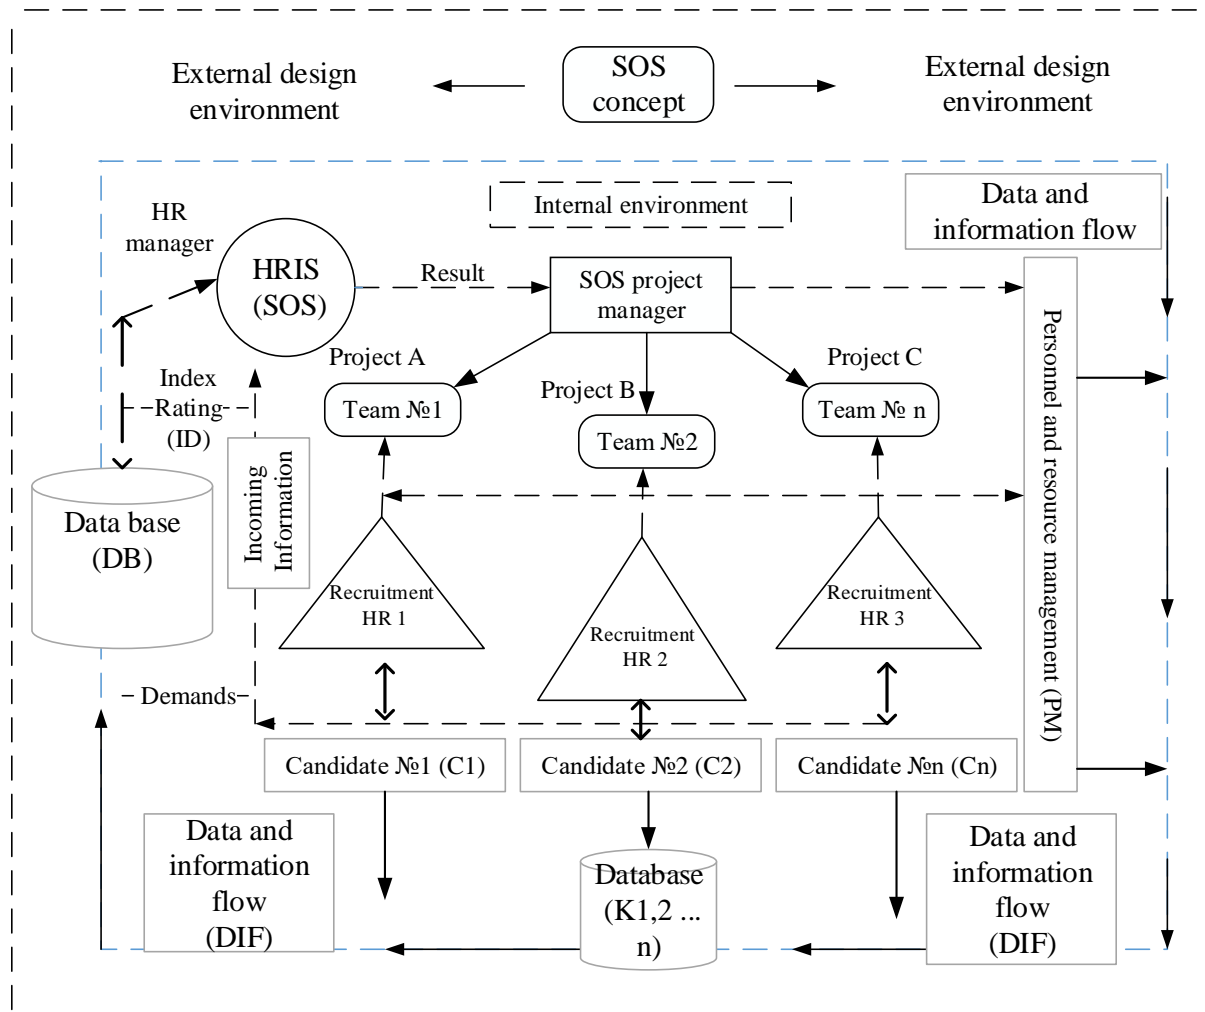 External design
environment
SOS
concept
External design
environment
HR
manager
Internal environment
Data and
information flow
HRIS
(SOS)
Result
SOS project
manager
Project A
Project B
Project C
Index
Rating
(ID)
Team №1
Team №2
Team № n
Incoming
Information
Data base
(DB)
Personnel and resource management (PM)
Recruitment
HR 1
Recruitment
HR 2
Recruitment
HR 3
Demands
Candidate №1 (C1)
Candidate №2 (C2)
Candidate №n (Cn)
Data and
information
flow
(DIF)
Database
(K1,2 ...
n)
Data and
information
flow
(DIF)